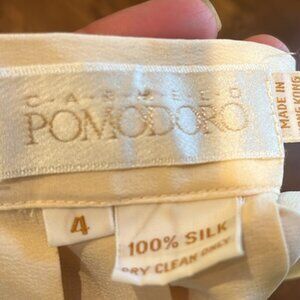 CARMELO
POMODORO
MADE IN
4
100% SILK
DRY CLEAN ONLY